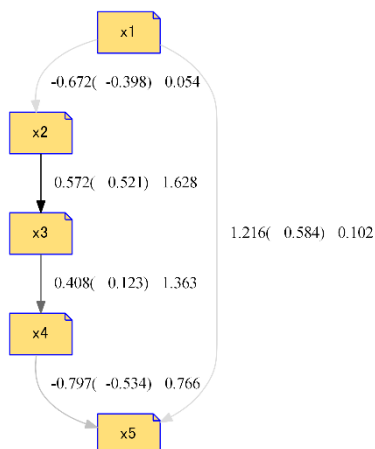 x1
-0.672( -0.398) 0.054
x2
0.572( 0.521) 1.628
x3
1.216( 0.584) 0.102
0.408( 0.123) 1.363
x4
-0.797( -0.534) 0.766
x5